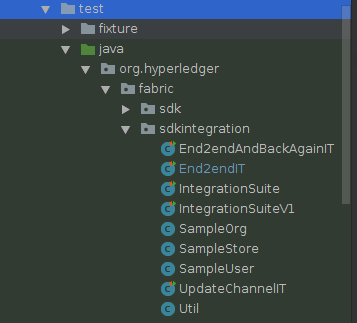 test
fixture
java
org.hyperledger
fabric
sdk
sdkintegration
End2endAndBackAgainIT
End2endIT
IntegrationSuite
IntegrationSuiteV1
SampleOrg
SampleStore
SampleUser
UpdateChannelIT
Util